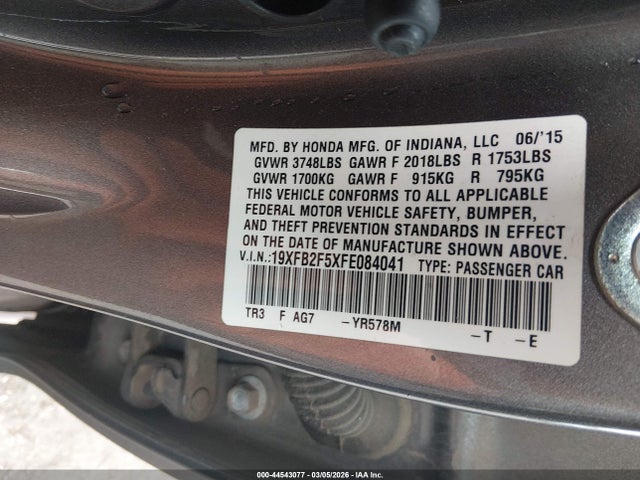 MFD. BY HONDA MFG. OF INDIANA, LLC 06/'15
GVWR 3748LBS GAWR F 2018LBS R 1753LBS
GVWR 1700KG GAWR F 915KG R 795KG
THIS VEHICLE CONFORMS TO ALL APPLICABLE
FEDERAL MOTOR VEHICLE SAFETY, BUMPER,
AND THEFT PREVENTION STANDARDS IN EFFECT
ON THE DATE OF MANUFACTURE SHOWN ABOVE.
V.I.N.:19XFB2F5XFE084041 TYPE: PASSENGER CAR
TR3 F AG7 -YR578M -T -E
000-44543077 - 03/05/2026 - IAA Inc.